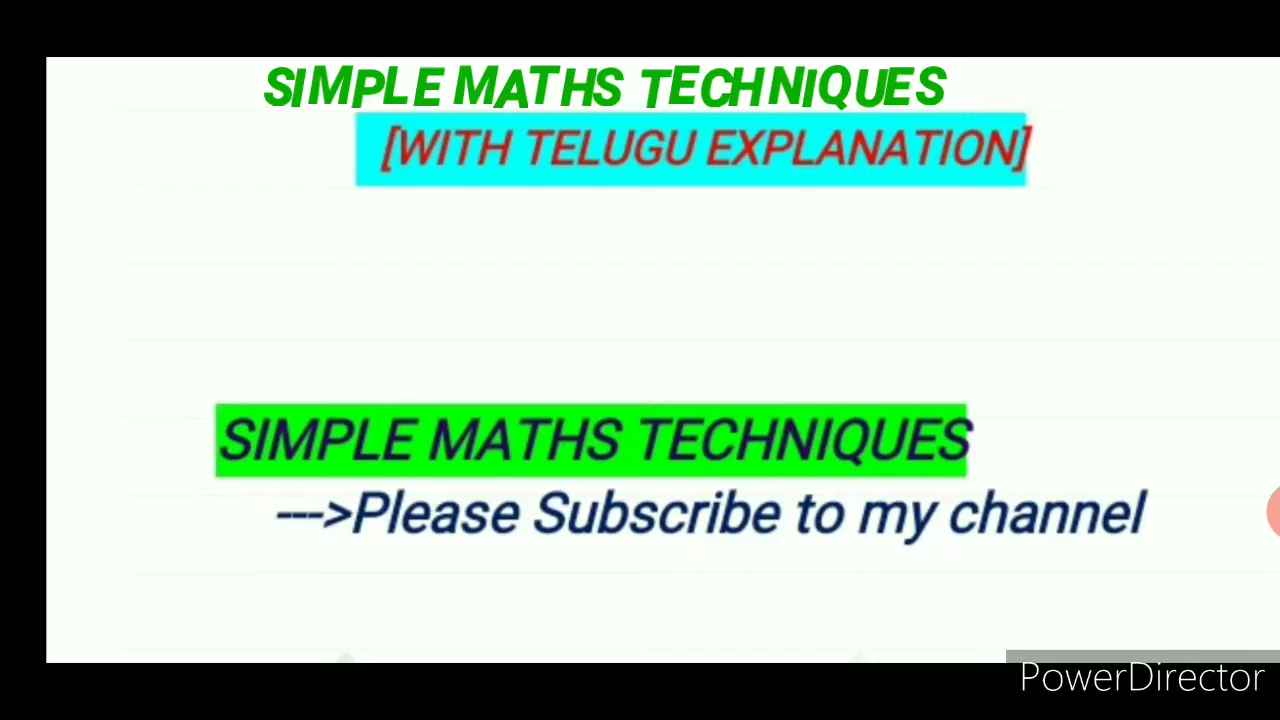 SIMPLE MATHS TECHNIQUES
[WITH TELUGU EXPLANATION]
SIMPLE MATHS TECHNIQUES
--->Please Subscribe to my channel
PowerDirector